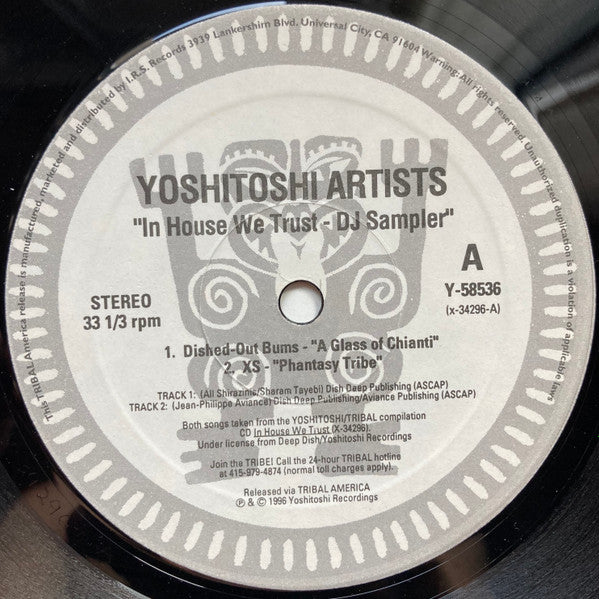 This TRIBAL America release is manufactured, marketed and distributed by I.R.S. Records 3939 Lankershim Blvd. Universal City, CA 91604 Warning: All rights reserved. Unauthorized duplication is a violation of applicable laws
YOSHITOSHI ARTISTS
"In House We Trust - DJ Sampler"
A
STEREO
33 1/3 rpm
Y-58536
(x-34296-A)
1. Dished-Out Bums - "A Glass of Chianti"
2. XS - "Phantasy Tribe"
TRACK 1: (Ali Shirazinia/Sharam Tayebi) Dish Deep Publishing (ASCAP)
TRACK 2: (Jean-Philippe Aviance) Dish Deep Publishing/Aviance Publishing (ASCAP)
Both songs taken from the YOSHITOSHI/TRIBAL compilation
CD In House We Trust (X-34296).
Under license from Deep Dish/Yoshitoshi Recordings
Join the TRIBE! Call the 24-hour TRIBAL hotline
at 415-979-4874 (normal toll charges apply).
Released via TRIBAL AMERICA
℗ & © 1996 Yoshitoshi Recordings